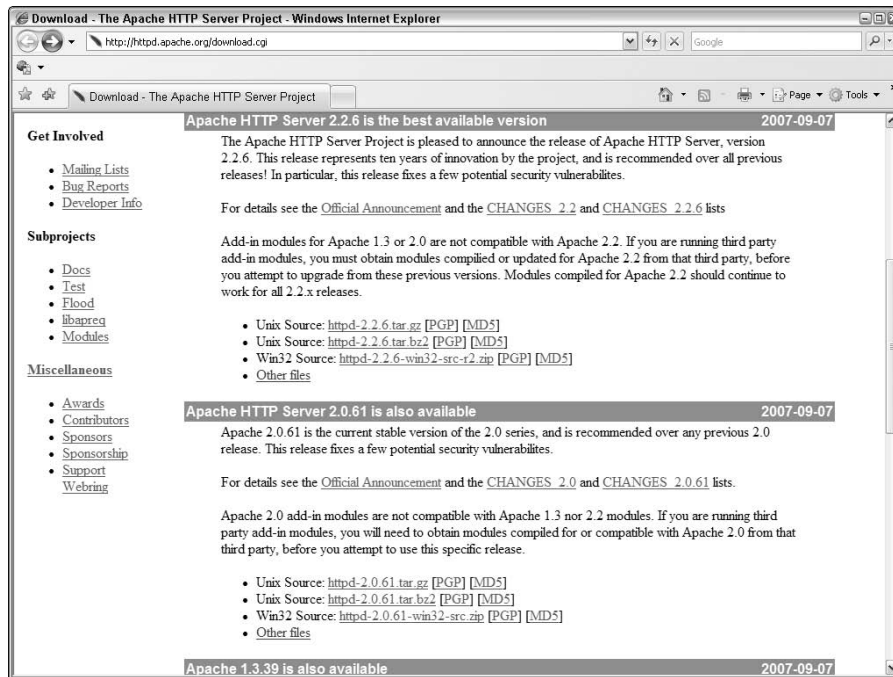 Download - The Apache HTTP Server Project - Windows Internet Explorer
http://httpd.apache.org/download.cgi
Google
Download - The Apache HTTP Server Project
Page
Tools
Get Involved
Mailing Lists
Bug Reports
Developer Info
Subprojects
Docs
Test
Flood
libapreq
Modules
Miscellaneous
Awards
Contributors
Sponsors
Sponsorship
Support
Webring
Apache HTTP Server 2.2.6 is the best available version 2007-09-07
The Apache HTTP Server Project is pleased to announce the release of Apache HTTP Server, version
2.2.6. This release represents ten years of innovation by the project, and is recommended over all previous
releases! In particular, this release fixes a few potential security vulnerabilites.
For details see the Official Announcement and the CHANGES_2.2 and CHANGES_2.2.6 lists
Add-in modules for Apache 1.3 or 2.0 are not compatible with Apache 2.2. If you are running third party
add-in modules, you must obtain modules compilied or updated for Apache 2.2 from that third party, before
you attempt to upgrade from these previous versions. Modules compiled for Apache 2.2 should continue to
work for all 2.2.x releases.
Unix Source: httpd-2.2.6.tar.gz [PGP] [MD5]
Unix Source: httpd-2.2.6.tar.bz2 [PGP] [MD5]
Win32 Source: httpd-2.2.6-win32-src-r2.zip [PGP] [MD5]
Other files
Apache HTTP Server 2.0.61 is also available 2007-09-07
Apache 2.0.61 is the current stable version of the 2.0 series, and is recommended over any previous 2.0
release. This release fixes a few potential security vulnerabilites.
For details see the Official Announcement and the CHANGES_2.0 and CHANGES_2.0.61 lists.
Apache 2.0 add-in modules are not compatible with Apache 1.3 nor 2.2 modules. If you are running third
party add-in modules, you will need to obtain modules compiled for or compatible with Apache 2.0 from that
third party, before you attempt to use this specific release.
Unix Source: httpd-2.0.61.tar.gz [PGP] [MD5]
Unix Source: httpd-2.0.61.tar.bz2 [PGP] [MD5]
Win32 Source: httpd-2.0.61-win32-src.zip [PGP] [MD5]
Other files
Apache 1.3.39 is also available 2007-09-07